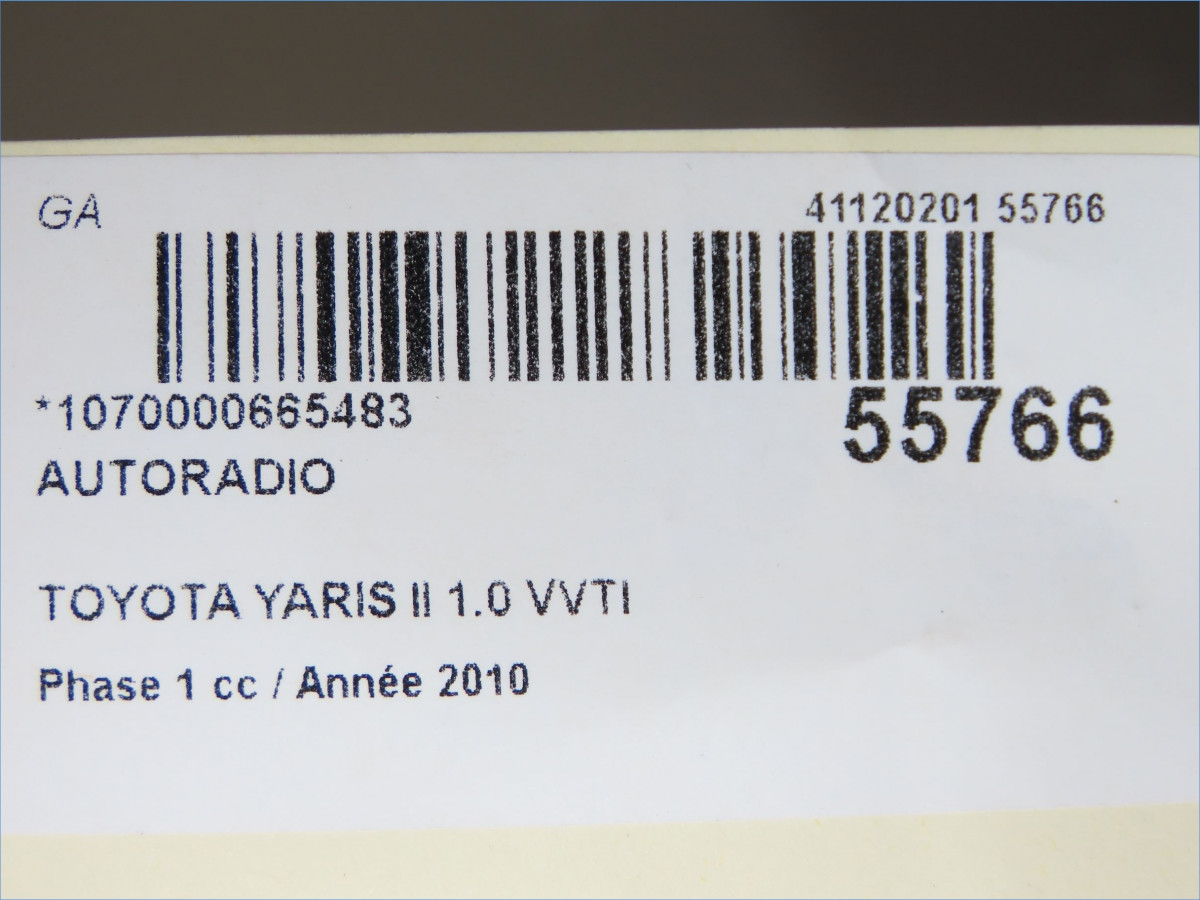 GA
41120201 55766
*1070000665483
55766
AUTORADIO
TOYOTA YARIS II 1.0 VVTI
Phase 1 cc / Année 2010